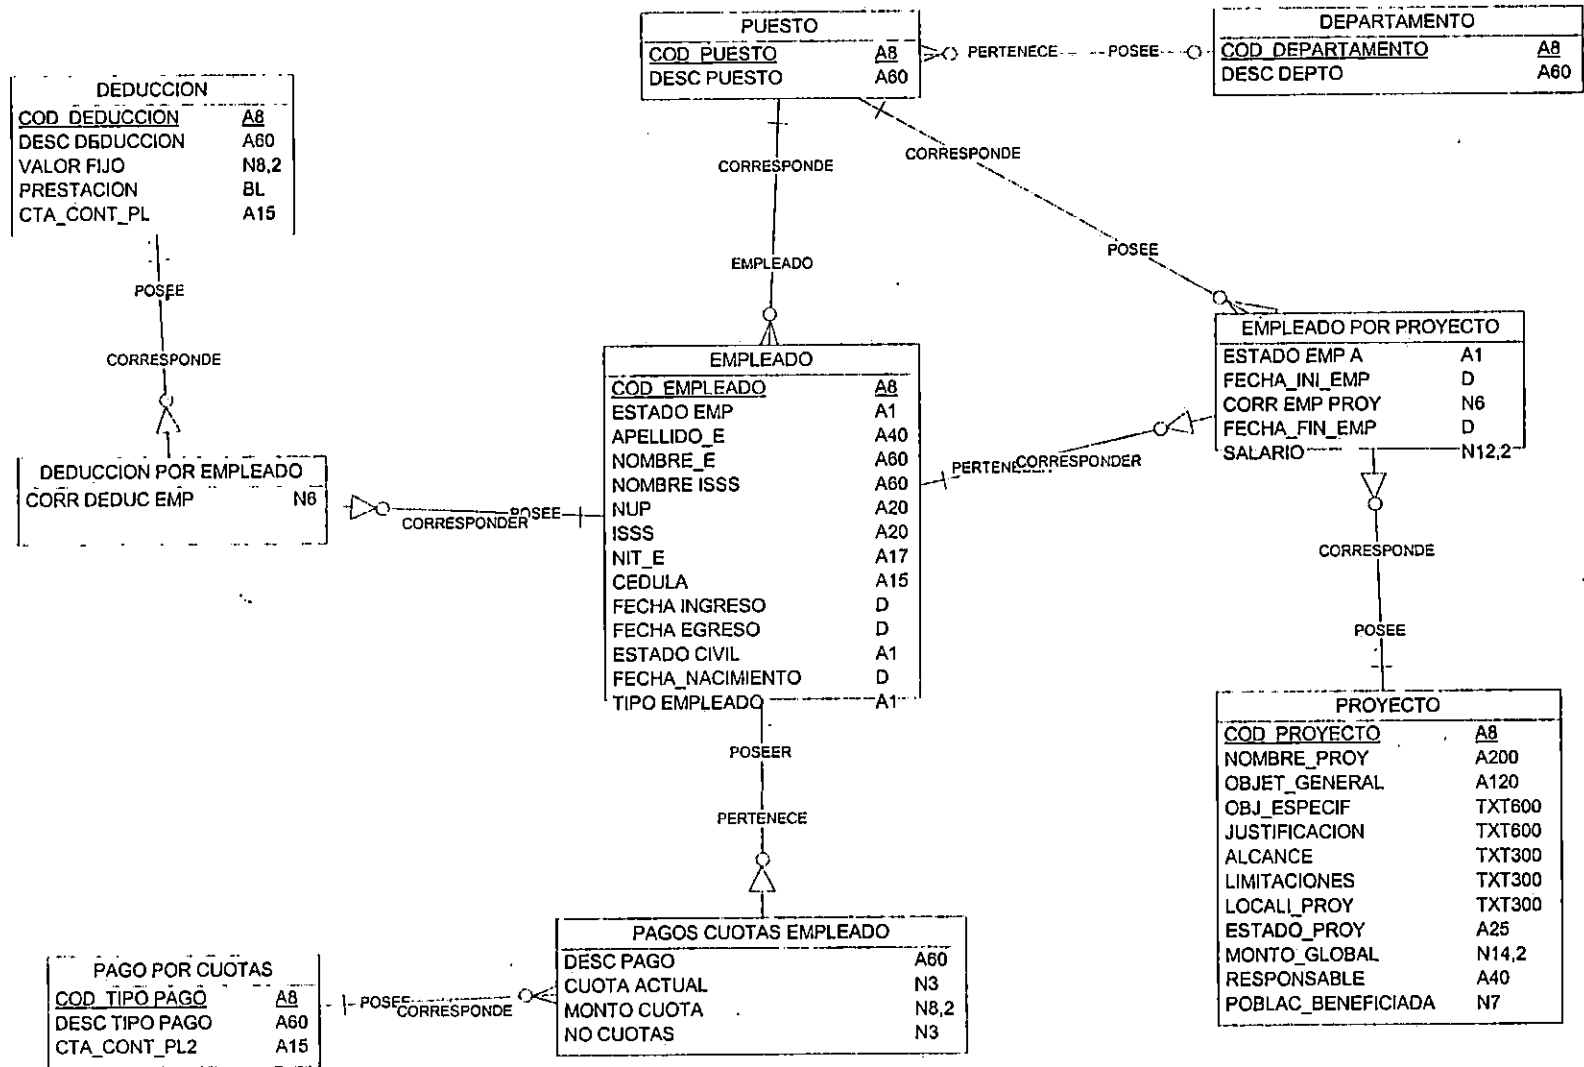 PUESTO
COD_PUESTO A8
DESC PUESTO A60
PERTENECE
POSEE
DEPARTAMENTO
COD_DEPARTAMENTO A8
DESC DEPTO A60
DEDUCCION
COD_DEDUCCION A8
DESC DEDUCCION A60
VALOR FIJO N8,2
PRESTACION BL
CTA_CONT_PL A15
CORRESPONDE
CORRESPONDE
EMPLEADO
POSEE
POSEE
CORRESPONDE
EMPLEADO POR PROYECTO
ESTADO EMP A A1
FECHA_INI_EMP D
CORR EMP PROY N6
FECHA_FIN_EMP D
SALARIO N12,2
EMPLEADO
COD_EMPLEADO A8
ESTADO EMP A1
APELLIDO_E A40
NOMBRE_E A60
NOMBRE ISSS A60
NUP A20
ISSS A20
NIT_E A17
CEDULA A15
FECHA INGRESO D
FECHA EGRESO D
ESTADO CIVIL A1
FECHA_NACIMIENTO D
TIPO EMPLEADO A1
DEDUCCION POR EMPLEADO
CORR DEDUC EMP N6
CORRESPONDER
POSEE
CORRESPONDER
CORRESPONDE
POSEE
PROYECTO
COD_PROYECTO A8
NOMBRE_PROY A200
OBJET_GENERAL A120
OBJ_ESPECIF TXT600
JUSTIFICACION TXT600
ALCANCE TXT300
LIMITACIONES TXT300
LOCALI_PROY TXT300
ESTADO_PROY A25
MONTO_GLOBAL N14,2
RESPONSABLE A40
POBLAC_BENEFICIADA N7
POSEER
PERTENECE
PAGOS CUOTAS EMPLEADO
DESC PAGO A60
CUOTA ACTUAL N3
MONTO CUOTA N8,2
NO CUOTAS N3
PAGO POR CUOTAS
COD_TIPO PAGO A8
DESC TIPO PAGO A60
CTA_CONT_PL2 A15
POSEE
CORRESPONDE